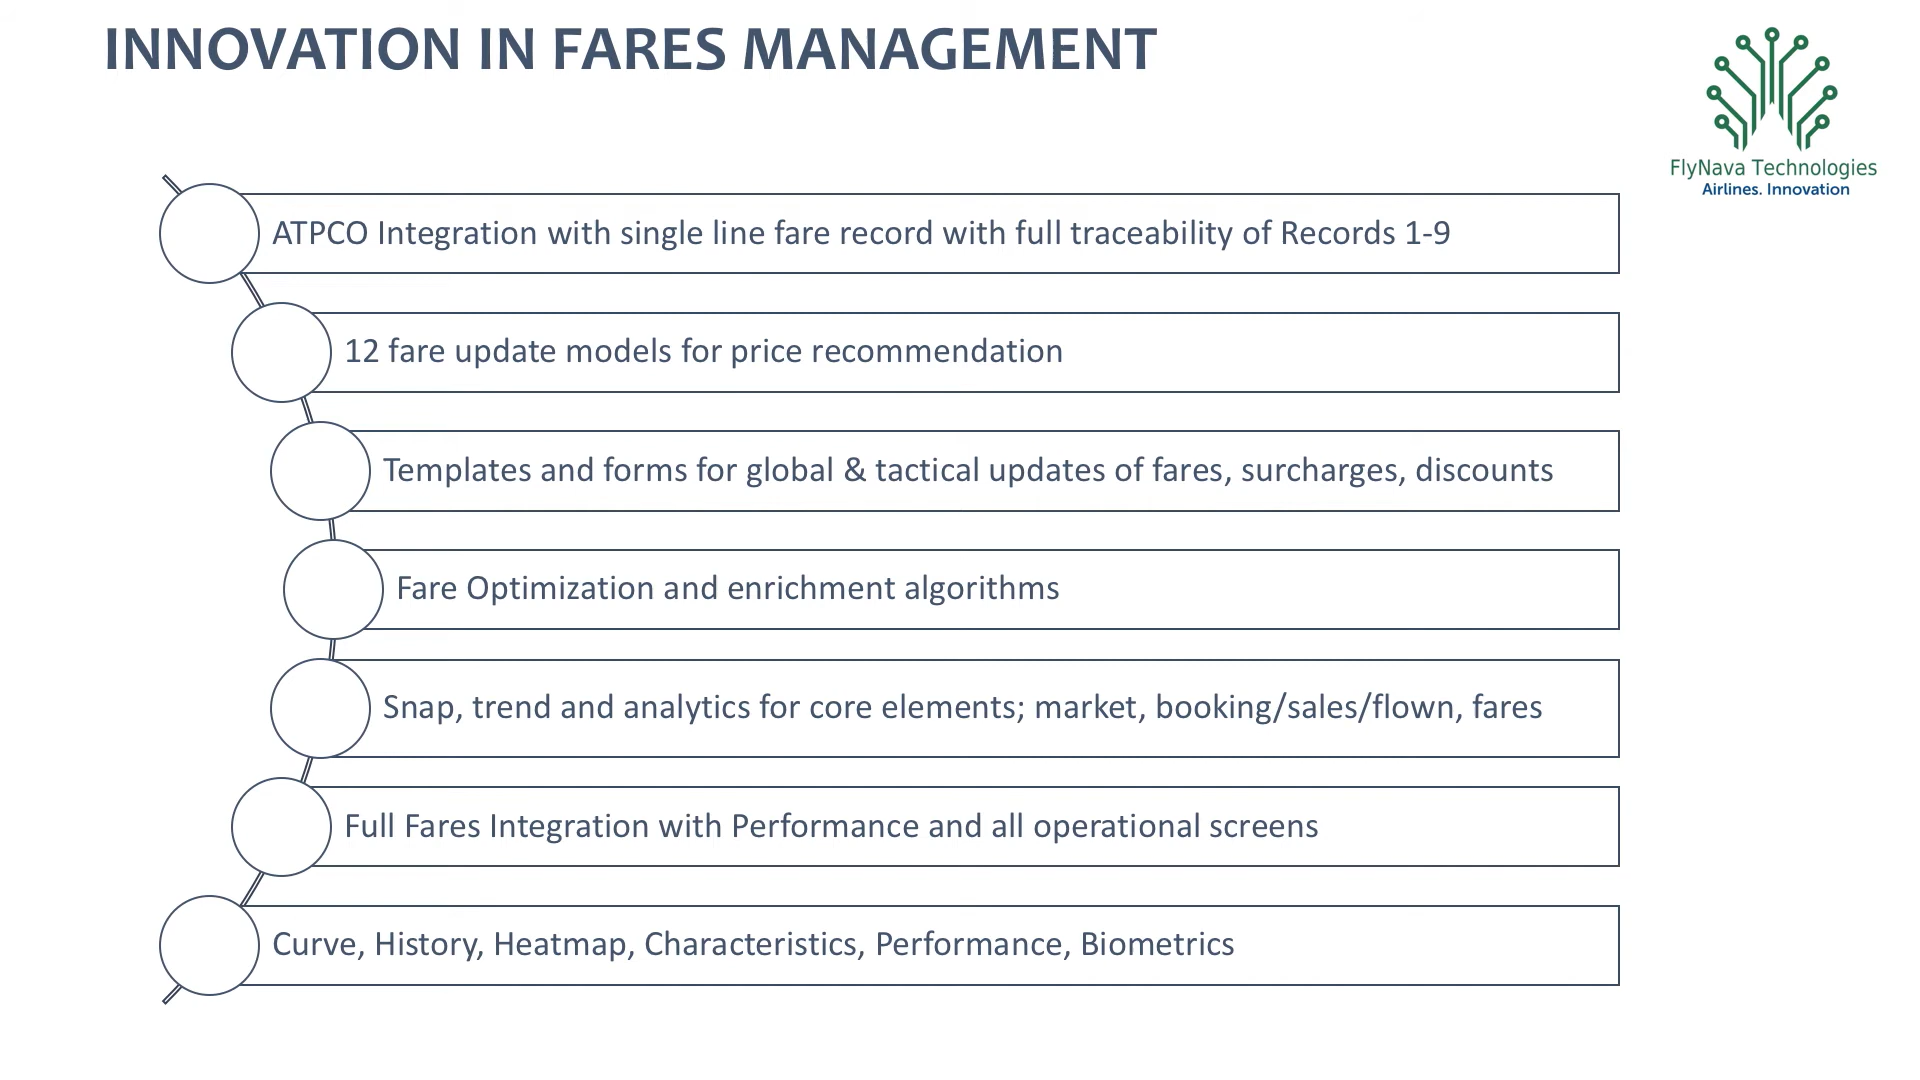 INNOVATION IN FARES MANAGEMENT
FlyNava Technologies
Airlines. Innovation
ATPCO Integration with single line fare record with full traceability of Records 1-9
12 fare update models for price recommendation
Templates and forms for global & tactical updates of fares, surcharges, discounts
Fare Optimization and enrichment algorithms
Snap, trend and analytics for core elements; market, booking/sales/flown, fares
Full Fares Integration with Performance and all operational screens
Curve, History, Heatmap, Characteristics, Performance, Biometrics